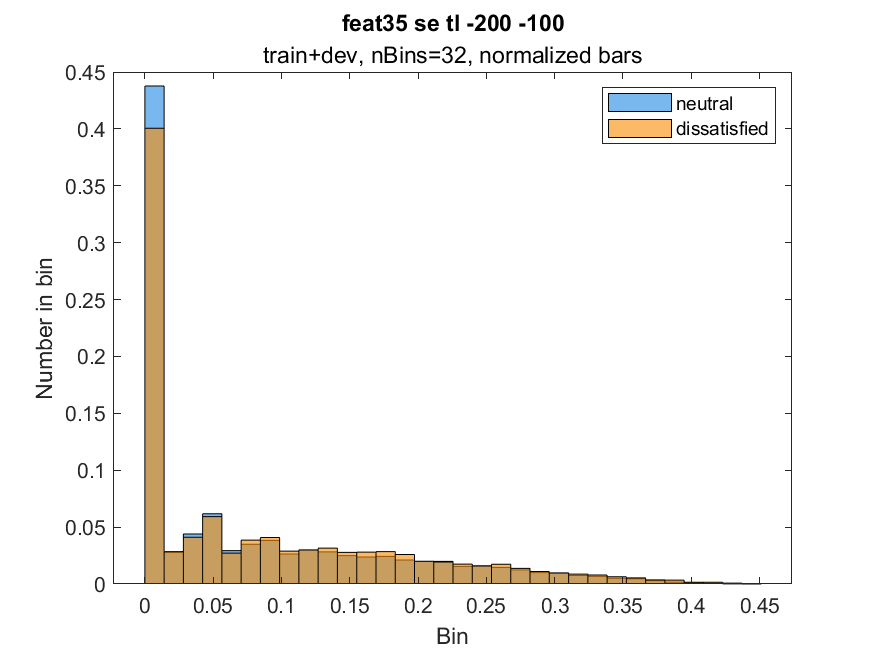 feat35 se tl -200 -100
train+dev, nBins=32, normalized bars
0.45
0.4
0.35
0.3
0.25
0.2
0.15
0.1
0.05
0
Number in bin
neutral
dissatisfied
0 0.05 0.1 0.15 0.2 0.25 0.3 0.35 0.4 0.45
Bin